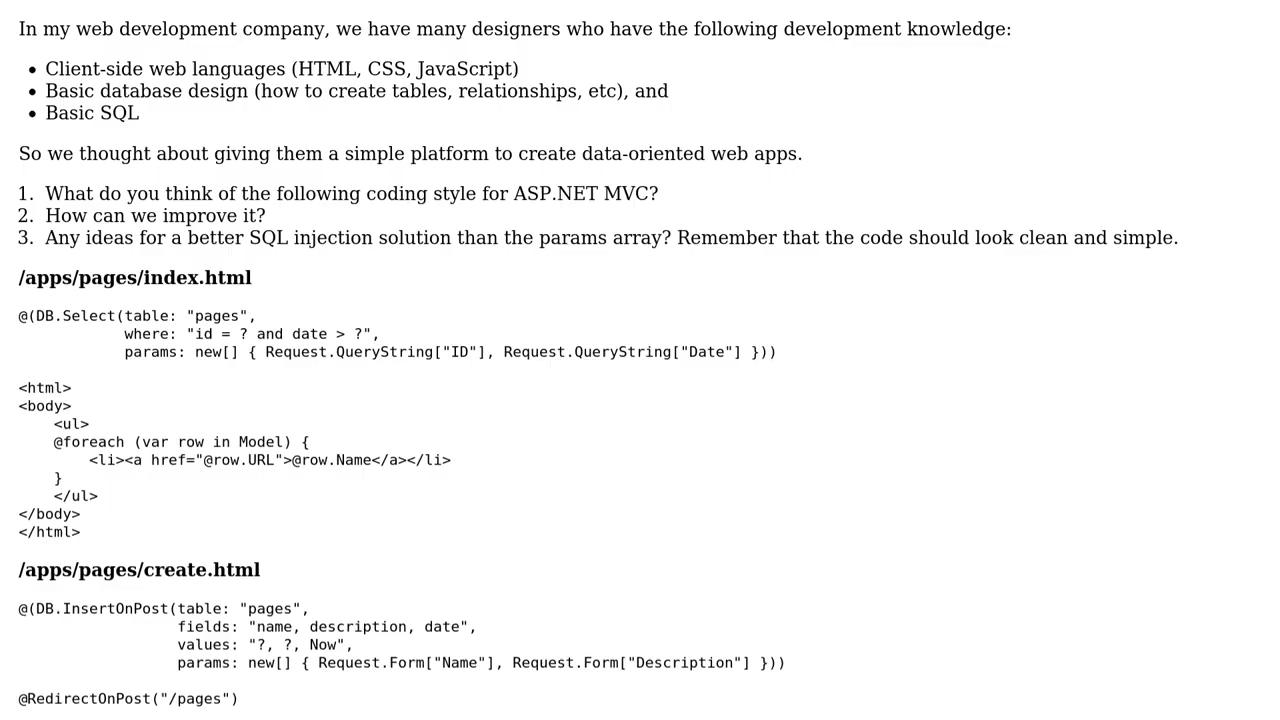 In my web development company, we have many designers who have the following development knowledge:
• Client-side web languages (HTML, CSS, JavaScript)
• Basic database design (how to create tables, relationships, etc), and
• Basic SQL
So we thought about giving them a simple platform to create data-oriented web apps.
1. What do you think of the following coding style for ASP.NET MVC?
2. How can we improve it?
3. Any ideas for a better SQL injection solution than the params array? Remember that the code should look clean and simple.
/apps/pages/index.html
@(DB.Select(table: "pages",
            where: "id = ? and date > ?",
            params: new[] { Request.QueryString["ID"], Request.QueryString["Date"] }))
<html>
<body>
    <ul>
    @foreach (var row in Model) {
        <li><a href="@row.URL">@row.Name</a></li>
    }
    </ul>
</body>
</html>
/apps/pages/create.html
@(DB.InsertOnPost(table: "pages",
                  fields: "name, description, date",
                  values: "?, ?, Now",
                  params: new[] { Request.Form["Name"], Request.Form["Description"] }))
@RedirectOnPost("/pages")